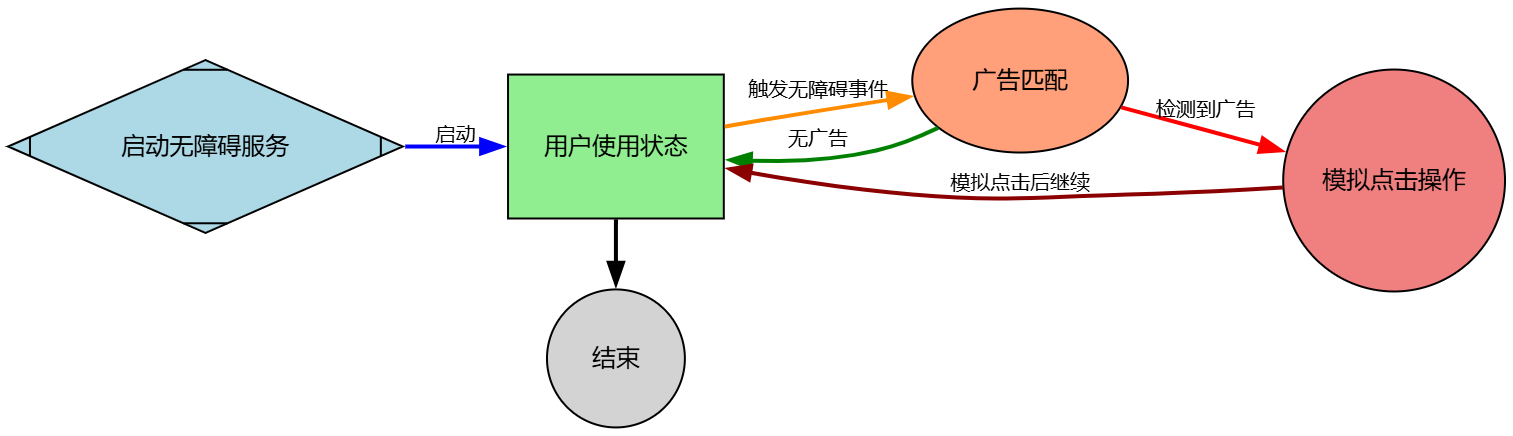 启动无障碍服务
启动
用户使用状态
触发无障碍事件
无广告
广告匹配
检测到广告
模拟点击后继续
模拟点击操作
结束